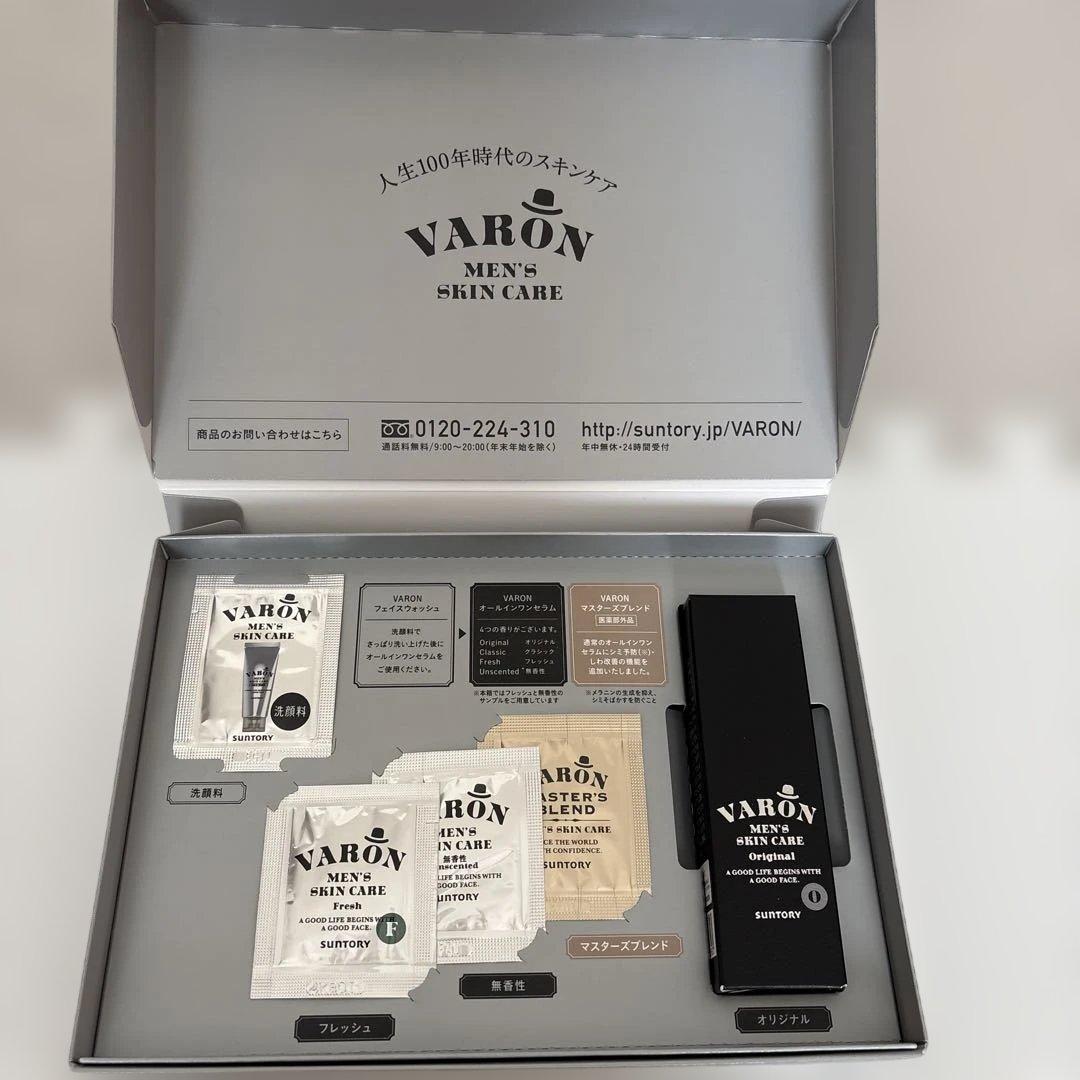 人生100年時代のスキンケア
VARON
MEN'S
SKIN CARE
商品のお問い合わせはこちら
0120-224-310
通話料無料/9:00〜20:00(年末年始を除く)
http://suntory.jp/VARON/
年中無休・24時間受付
VARON
MEN'S
SKIN CARE
VARON
洗顔料
SUNTORY
洗顔料
VARON
フェイスウォッシュ
洗顔料で
さっぱり洗い上げた後に
オールインワンセラムを
ご使用ください。
VARON
オールインワンセラム
4つの香りがございます。
Original オリジナル
Classic クラシック
Fresh フレッシュ
Unscented *無香性
※本箱ではフレッシュと無香性の
サンプルをご用意しています
VARON
マスターズブレンド
医薬部外品
通常のオールインワン
セラムにシミ予防(※)・
しわ改善の機能を
追加いたしました。
※メラニンの生成を抑え、
シミそばかすを防ぐこと
VARON
MEN'S
SKIN CARE
Fresh
A GOOD LIFE BEGINS WITH
A GOOD FACE.
F
SUNTORY
フレッシュ
VARON
MEN'S
SKIN CARE
無香性
Unscented
LIFE BEGINS WITH
GOOD FACE.
SUNTORY
無香性
VARON
MASTER'S
BLEND
SKIN CARE
THE WORLD
CONFIDENCE.
SUNTORY
マスターズブレンド
VARON
MEN'S
SKIN CARE
Original
A GOOD LIFE BEGINS WITH
A GOOD FACE.
O
SUNTORY
オリジナル